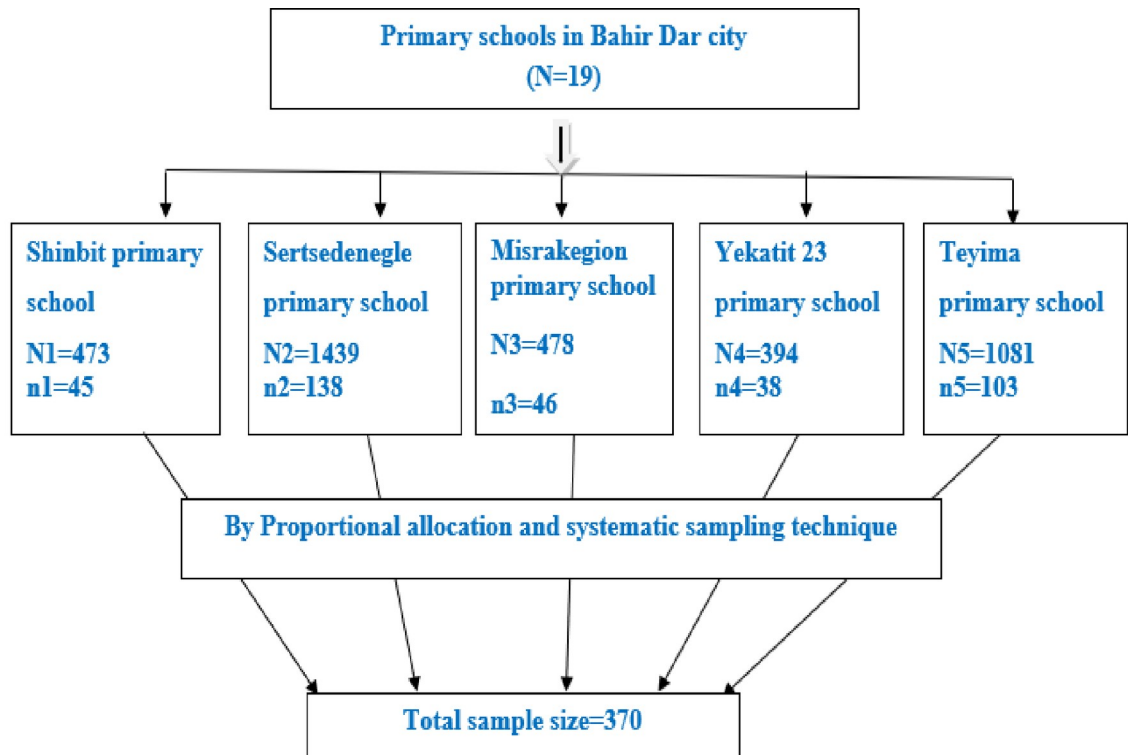 Primary schools in Bahir Dar city
(N=19)
Shinbit primary
school
N1=473
n1=45
Sertsedenegle
primary school
N2=1439
n2=138
Misrakegion
primary school
N3=478
n3=46
Yekatit 23
primary school
N4=394
n4=38
Teyima
primary school
N5=1081
n5=103
By Proportional allocation and systematic sampling technique
Total sample size=370